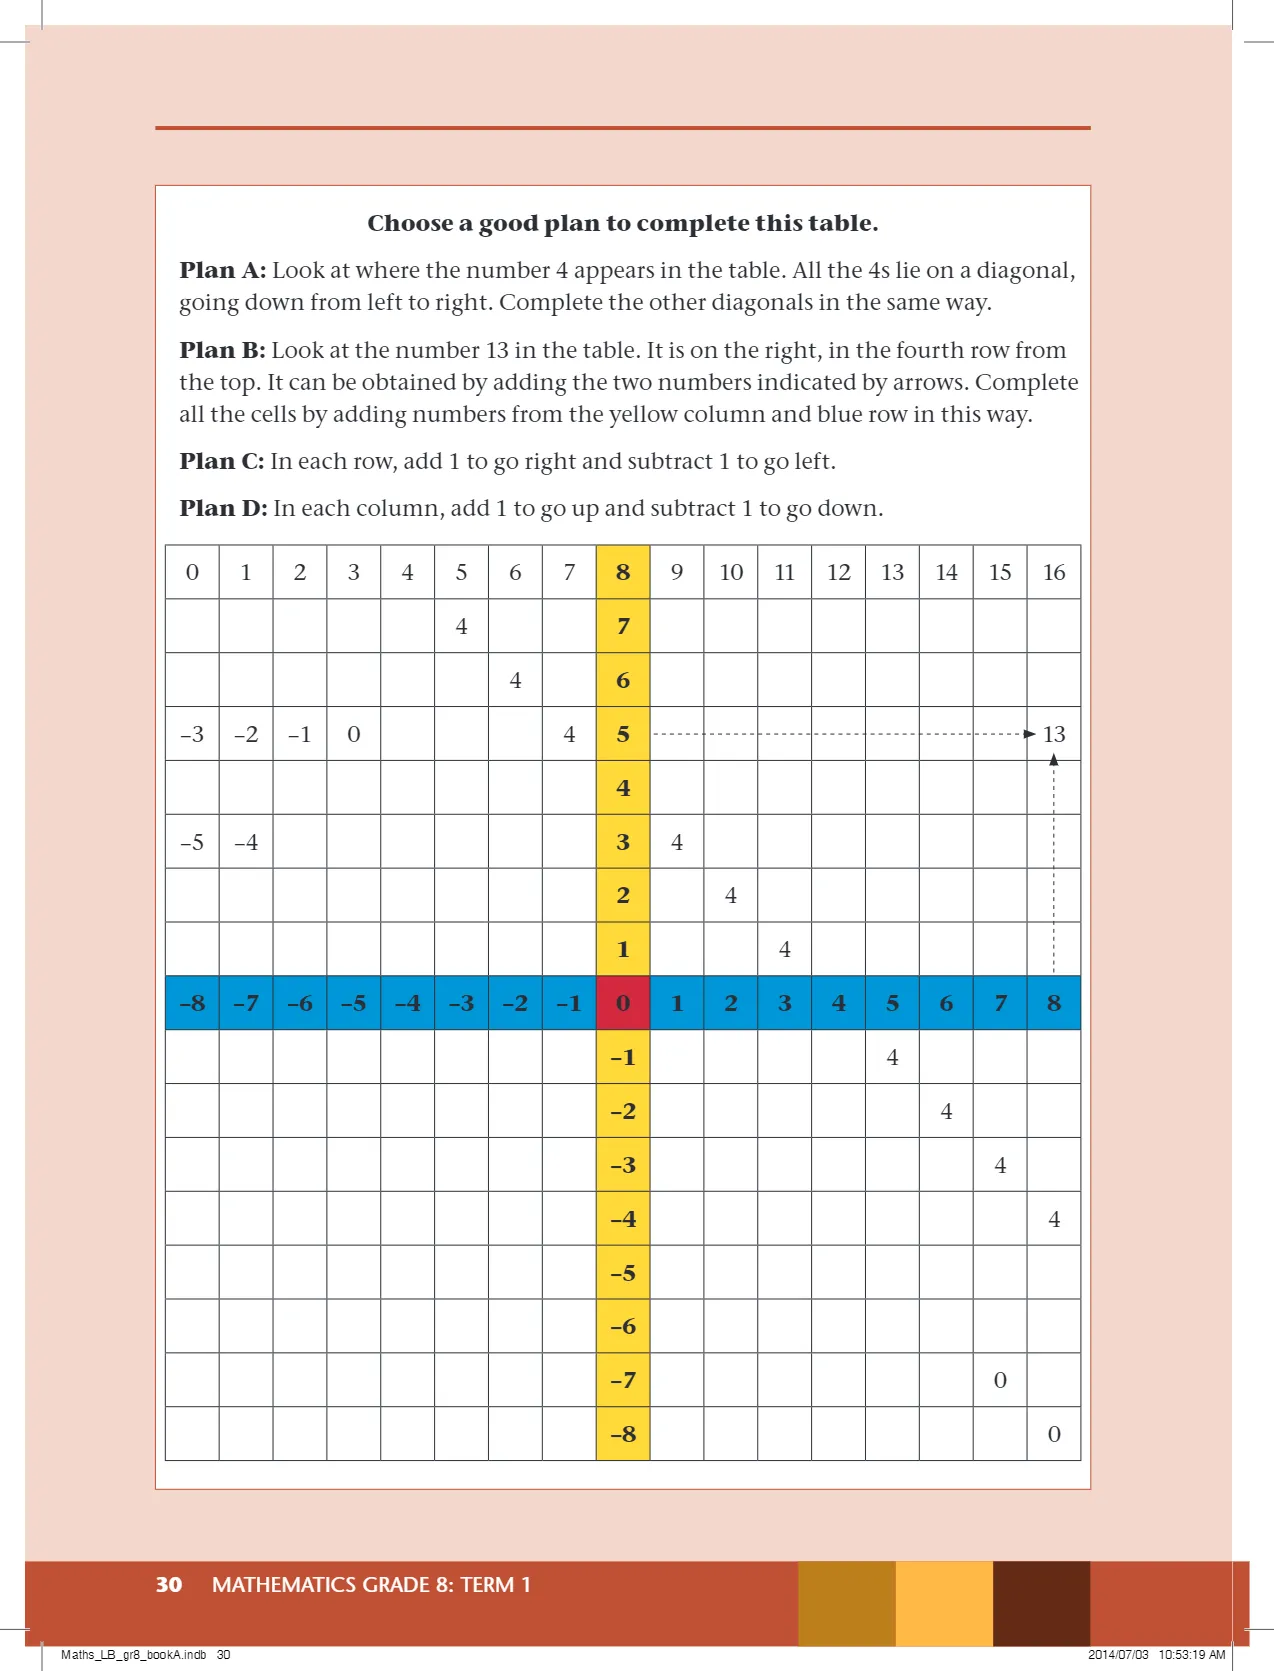 Choose a good plan to complete this table.
Plan A: Look at where the number 4 appears in the table. All the 4s lie on a diagonal,
going down from left to right. Complete the other diagonals in the same way.
Plan B: Look at the number 13 in the table. It is on the right, in the fourth row from
the top. It can be obtained by adding the two numbers indicated by arrows. Complete
all the cells by adding numbers from the yellow column and blue row in this way.
Plan C: In each row, add 1 to go right and subtract 1 to go left.
Plan D: In each column, add 1 to go up and subtract 1 to go down.
0 1 2 3 4 5 6 7 8 9 10 11 12 13 14 15 16
4 7
4 6
–3 –2 –1 0 4 5 13
4
–5 –4 3 4
2 4
1 4
–8 –7 –6 –5 –4 –3 –2 –1 0 1 2 3 4 5 6 7 8
–1 4
–2 4
–3 4
–4 4
–5
–6
–7 0
–8 0
30 MATHEMATICS GRADE 8: TERM 1
Maths_LB_gr8_bookA.indb 30 2014/07/03 10:53:19 AM